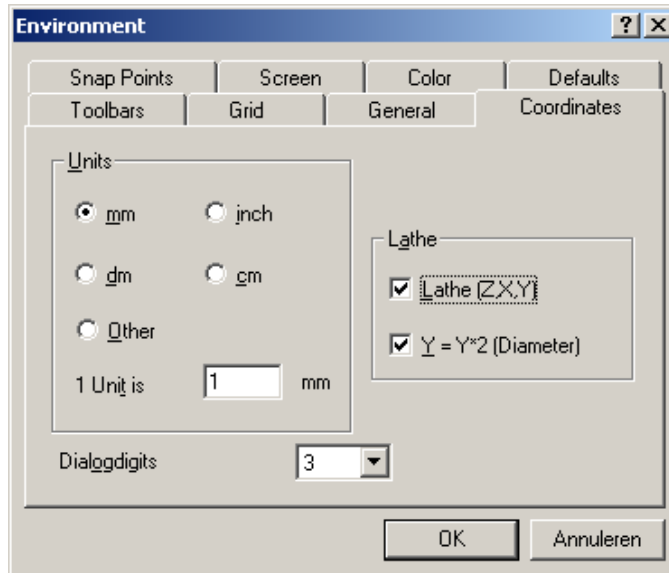 Environment
Snap Points Screen Color Defaults
Toolbars Grid General Coordinates
Units
mm inch
dm cm
Other
1 Unit is 1 mm
Lathe
Lathe (Z,X,Y)
Y = Y*2 (Diameter)
Dialogdigits 3
OK Annuleren